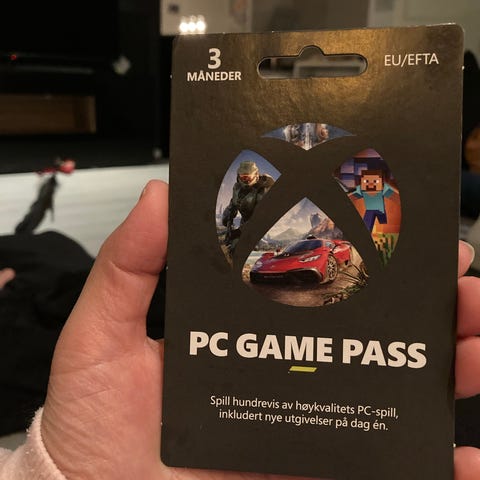 3
MÅNEDER
EU/EFTA
PC GAME PASS
Spill hundrevis av høykvalitets PC-spill,
inkludert nye utgivelser på dag én.